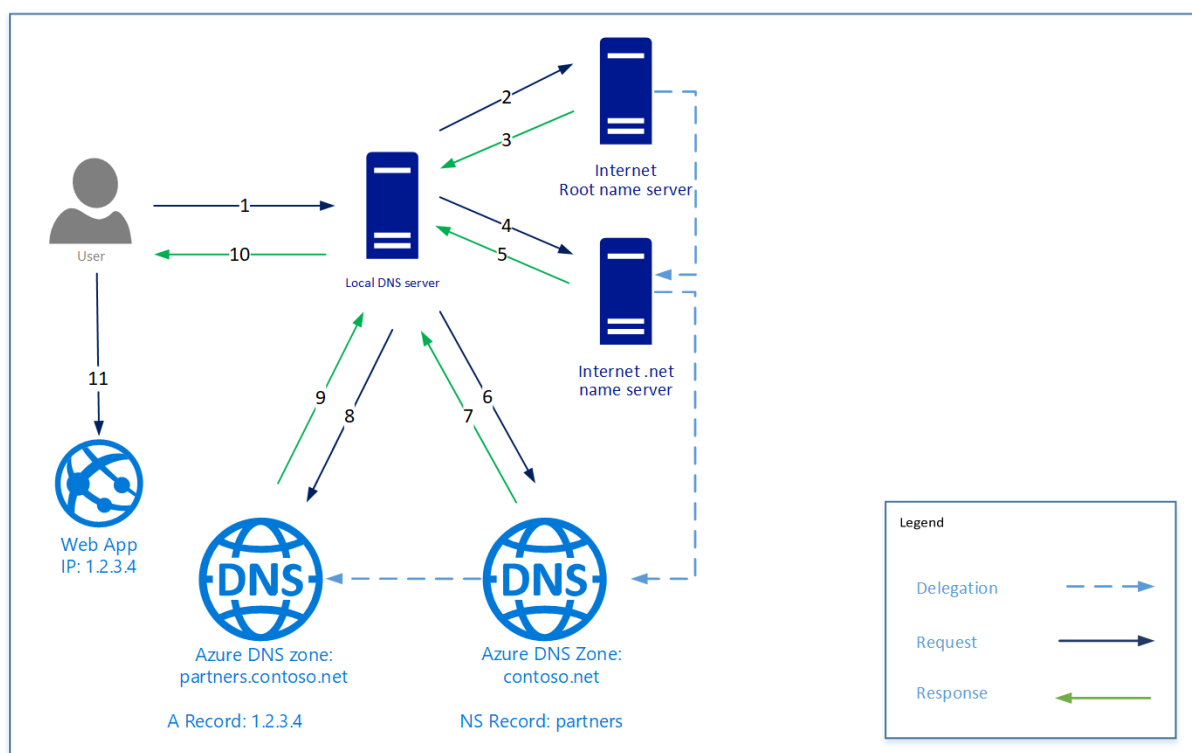 2
3
Internet
Root name server
1
4
User
10
5
Local DNS server
Internet .net
name server
11
9
8
6
7
Web App
IP: 1.2.3.4
DNS
DNS
Azure DNS zone:
partners.contoso.net
A Record: 1.2.3.4
Azure DNS Zone:
contoso.net
NS Record: partners
Legend
Delegation
Request
Response